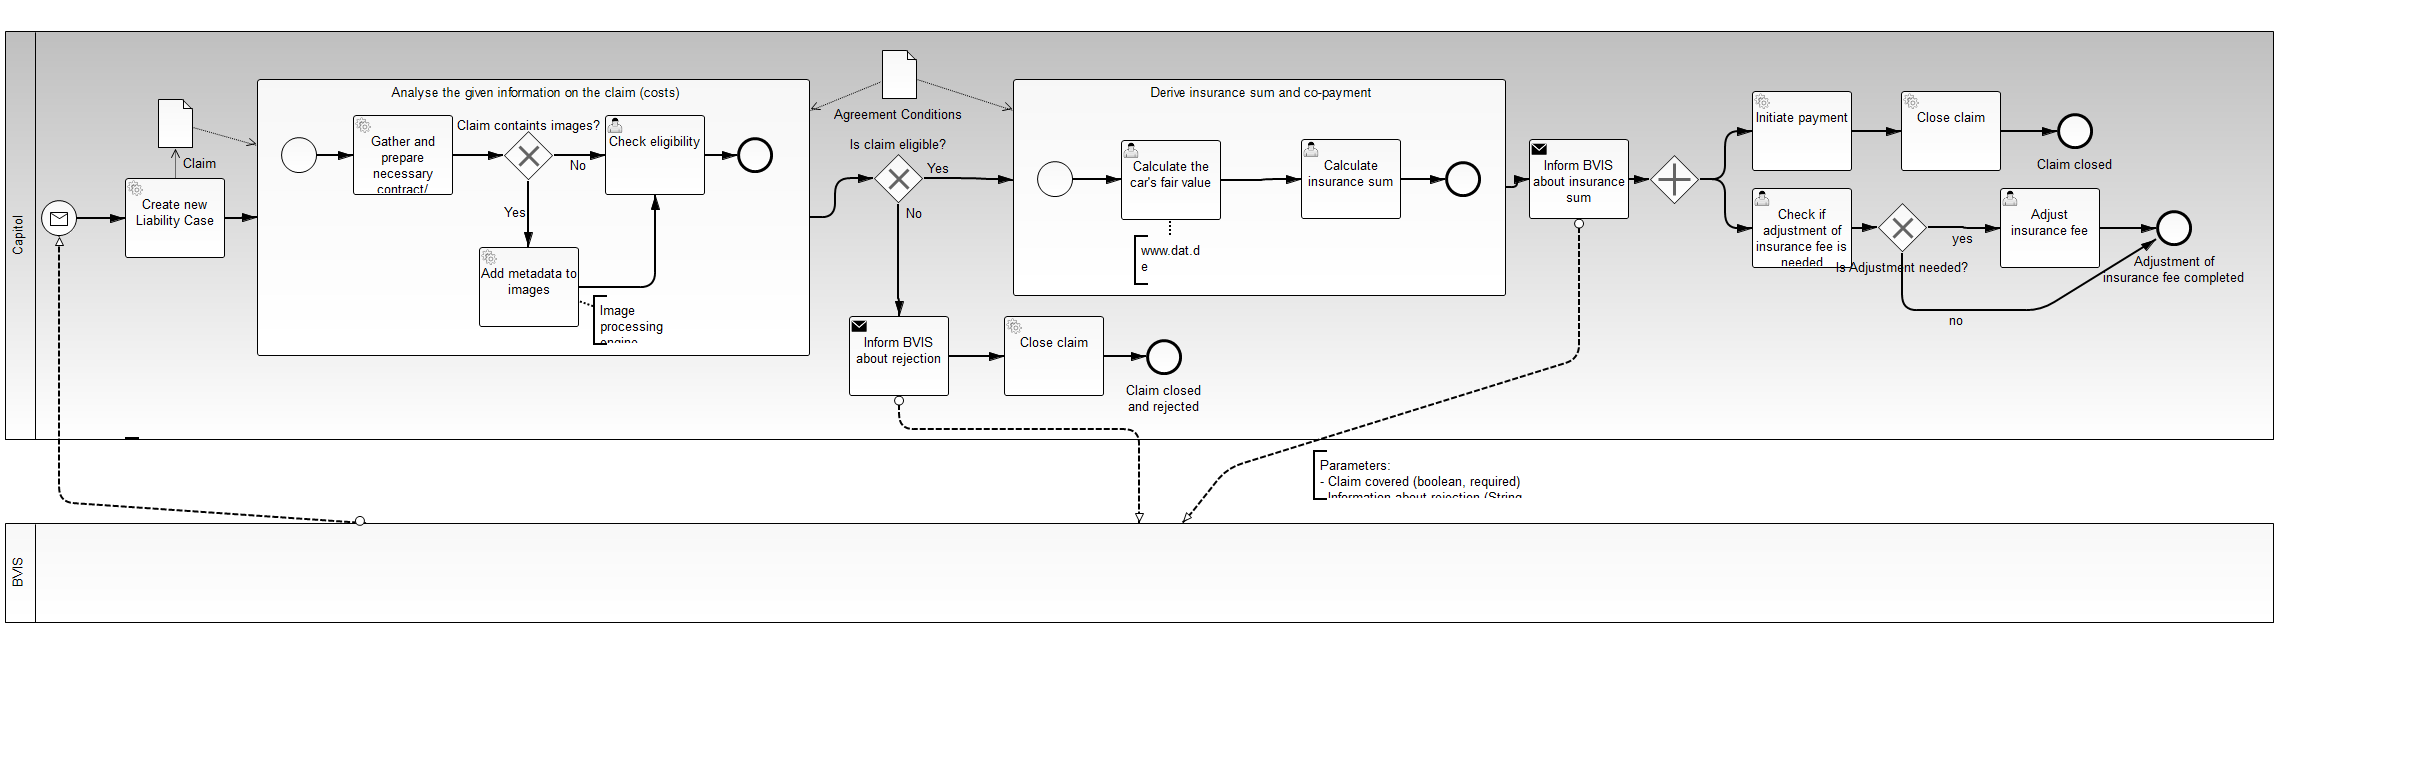 Capitol
Claim
Create new
Liability Case
Analyse the given information on the claim (costs)
Gather and
prepare
necessary
contract/
Claim containts images?
No
Yes
Check eligibility
Add metadata to
images
Image
processing
engine
Agreement Conditions
Is claim eligible?
Yes
No
Inform BVIS
about rejection
Close claim
Claim closed
and rejected
Derive insurance sum and co-payment
Calculate the
car's fair value
www.dat.d
e
Calculate
insurance sum
Inform BVIS
about insurance
sum
Initiate payment
Close claim
Claim closed
Check if
adjustment of
insurance fee is
needed
Is Adjustment needed?
yes
no
Adjust
insurance fee
Adjustment of
insurance fee completed
Parameters:
- Claim covered (boolean, required)
Information about rejection (String
BVIS